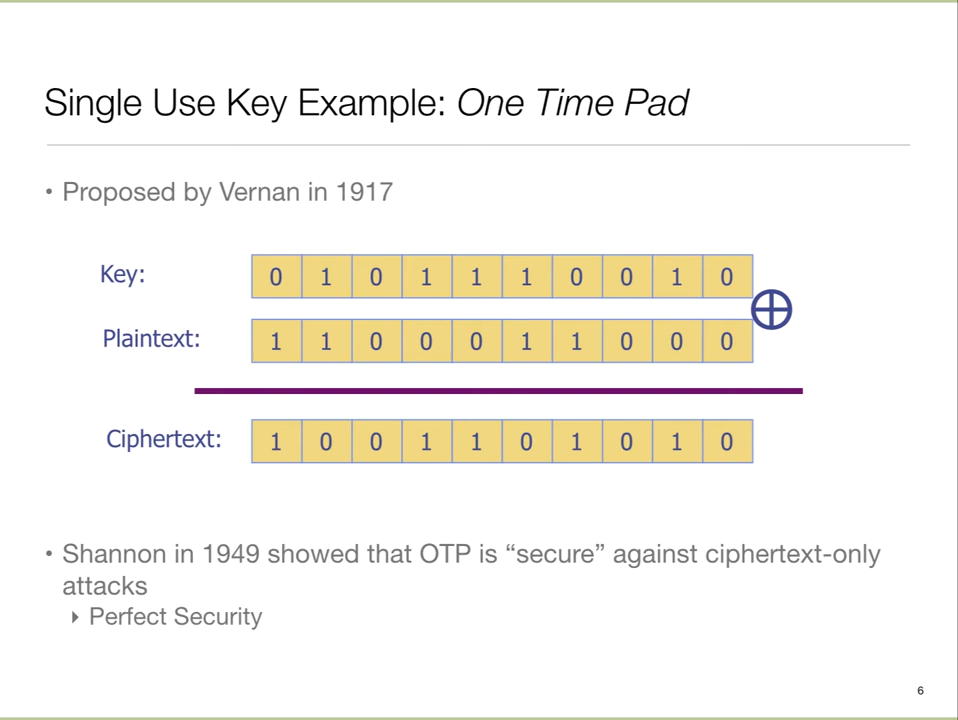 Single Use Key Example: One Time Pad
• Proposed by Vernan in 1917
Key: 0 1 0 1 1 1 0 0 1 0
⊕
Plaintext: 1 1 0 0 0 1 1 0 0 0
Ciphertext: 1 0 0 1 1 0 1 0 1 0
• Shannon in 1949 showed that OTP is “secure” against ciphertext-only
attacks
‣ Perfect Security
6